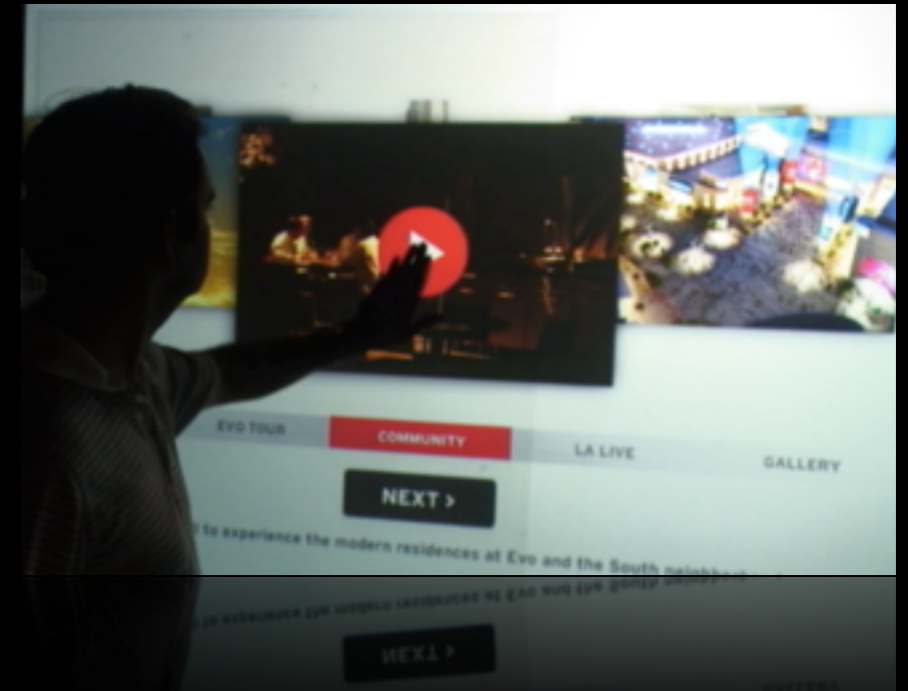 EVO TOUR
COMMUNITY
LA LIVE
GALLERY
NEXT >
to experience the modern residences at Evo and the South